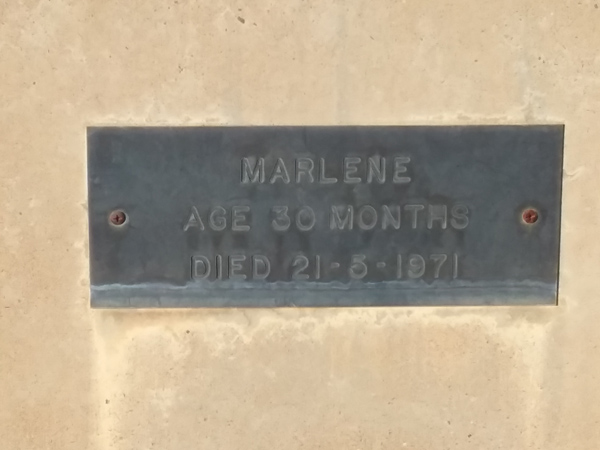 MARLENE
AGE 30 MONTHS
DIED 21-5-1971